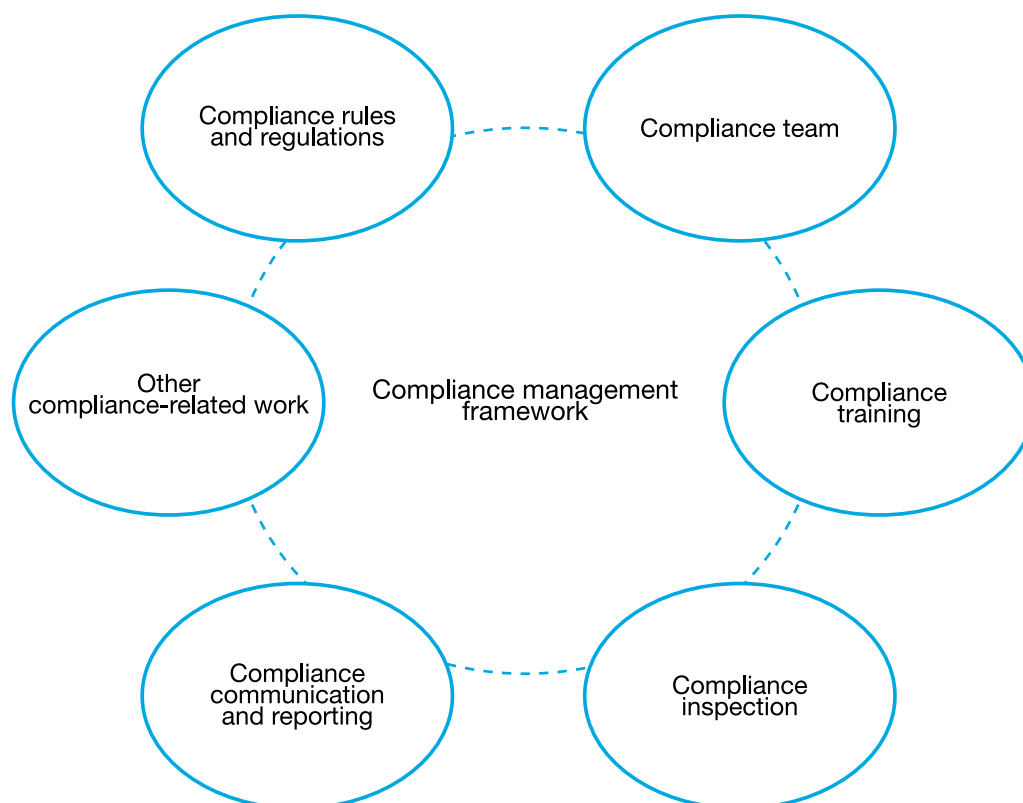 Compliance rules
and regulations
Compliance team
Other
compliance-related work
Compliance management
framework
Compliance
training
Compliance
communication
and reporting
Compliance
inspection